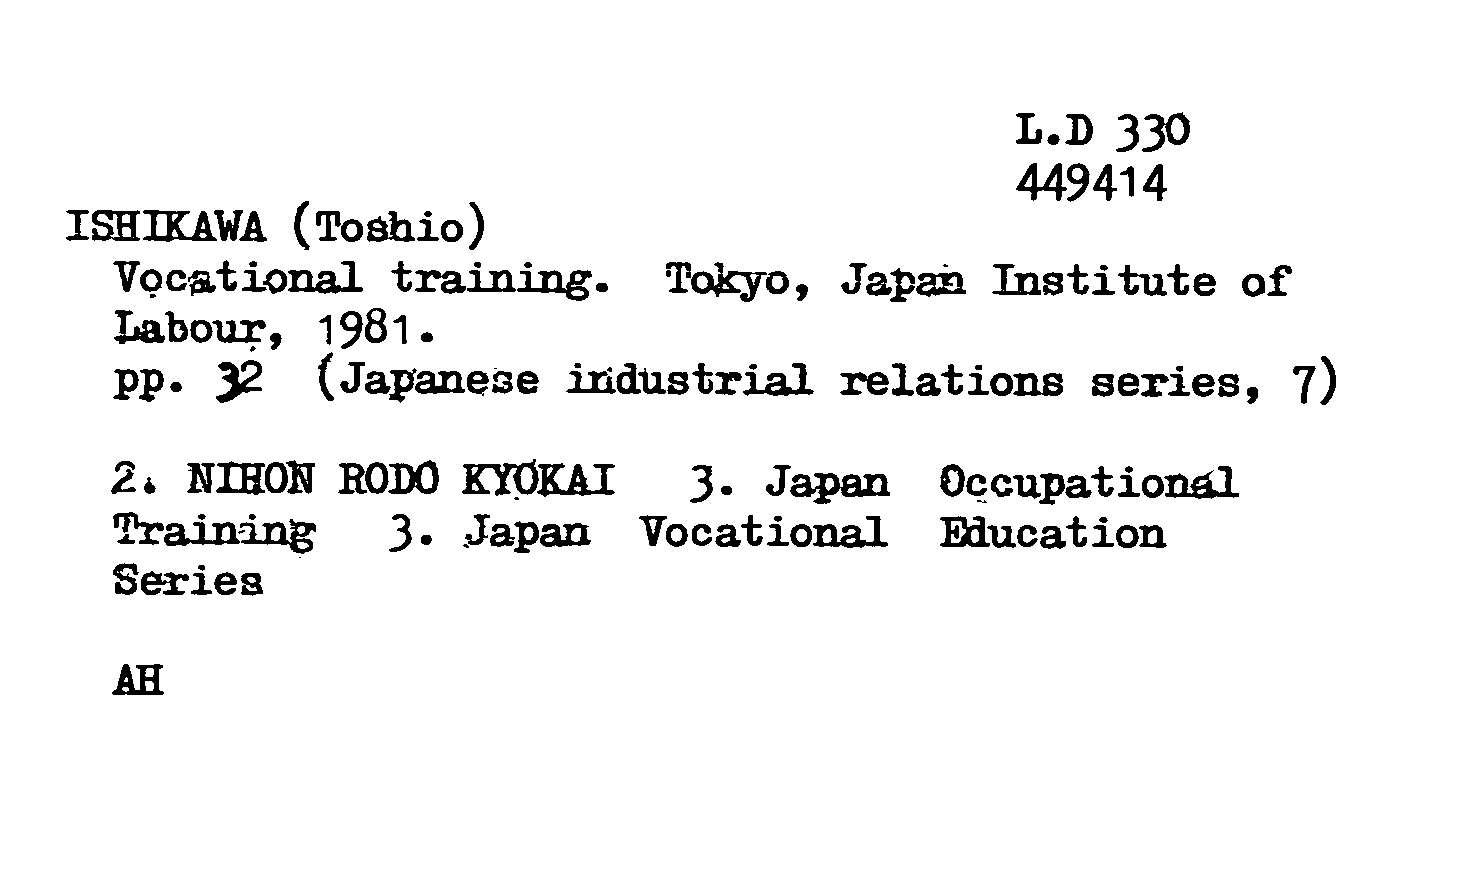 L.D 330
449414
ISHIKAWA (Toshio)
Vocational training. Tokyo, Japan Institute of
Labour, 1981.
pp. 32 (Japanese industrial relations series, 7)
2. NIHON RODO KYOKAI 3. Japan Occupational
Training 3. Japan Vocational Education
Series
AH